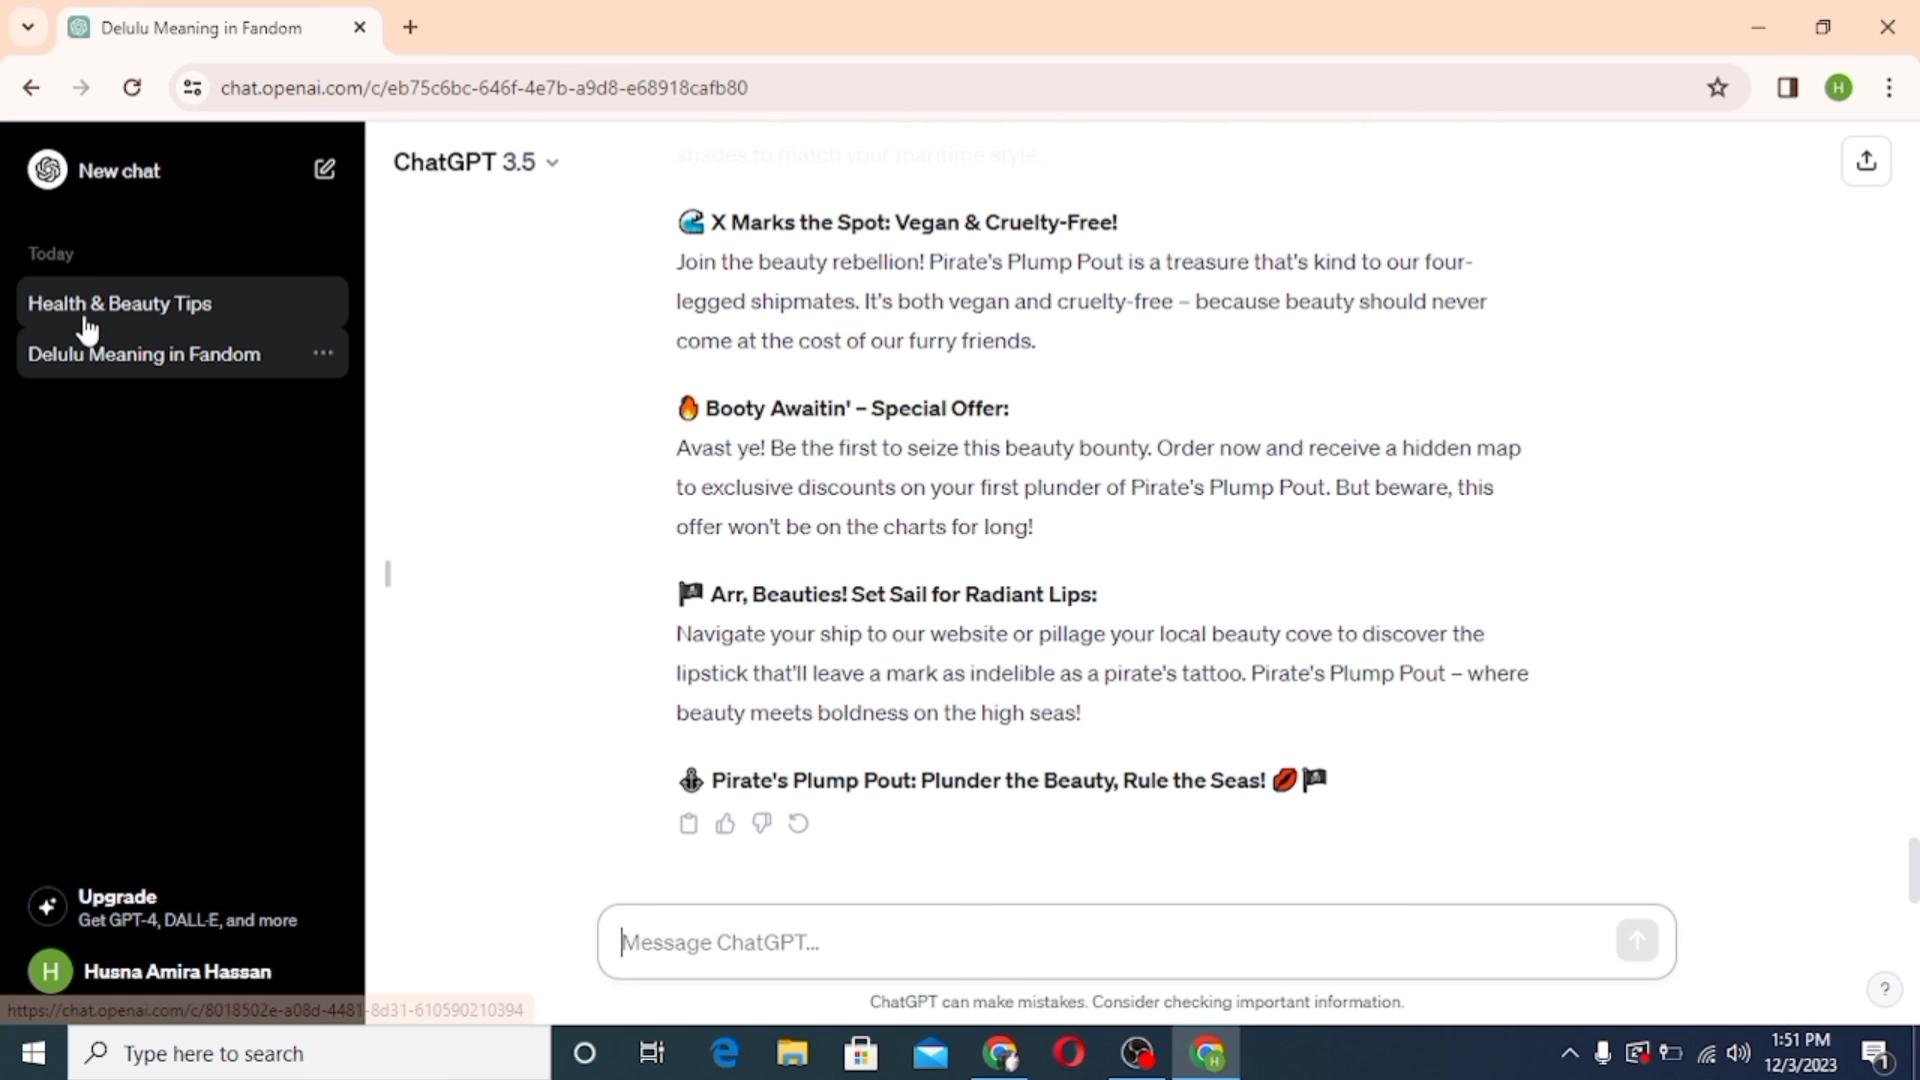 Delulu Meaning in Fandom
chat.openai.com/c/eb75c6bc-646f-4e7b-a9d8-e68918cafb80
H
New chat
Today
Health & Beauty Tips
Delulu Meaning in Fandom
Upgrade
Get GPT-4, DALL·E, and more
H
Husna Amira Hassan
https://chat.openai.com/c/8018502e-a08d-4481-8d31-610590210394
ChatGPT 3.5
shades to match your maritime style.
X Marks the Spot: Vegan & Cruelty-Free!
Join the beauty rebellion! Pirate's Plump Pout is a treasure that's kind to our four-
legged shipmates. It's both vegan and cruelty-free – because beauty should never
come at the cost of our furry friends.
Booty Awaitin' – Special Offer:
Avast ye! Be the first to seize this beauty bounty. Order now and receive a hidden map
to exclusive discounts on your first plunder of Pirate's Plump Pout. But beware, this
offer won't be on the charts for long!
Arr, Beauties! Set Sail for Radiant Lips:
Navigate your ship to our website or pillage your local beauty cove to discover the
lipstick that'll leave a mark as indelible as a pirate's tattoo. Pirate's Plump Pout – where
beauty meets boldness on the high seas!
Pirate's Plump Pout: Plunder the Beauty, Rule the Seas!
Message ChatGPT...
ChatGPT can make mistakes. Consider checking important information.
?
Type here to search
H
1:51 PM
12/3/2023
1